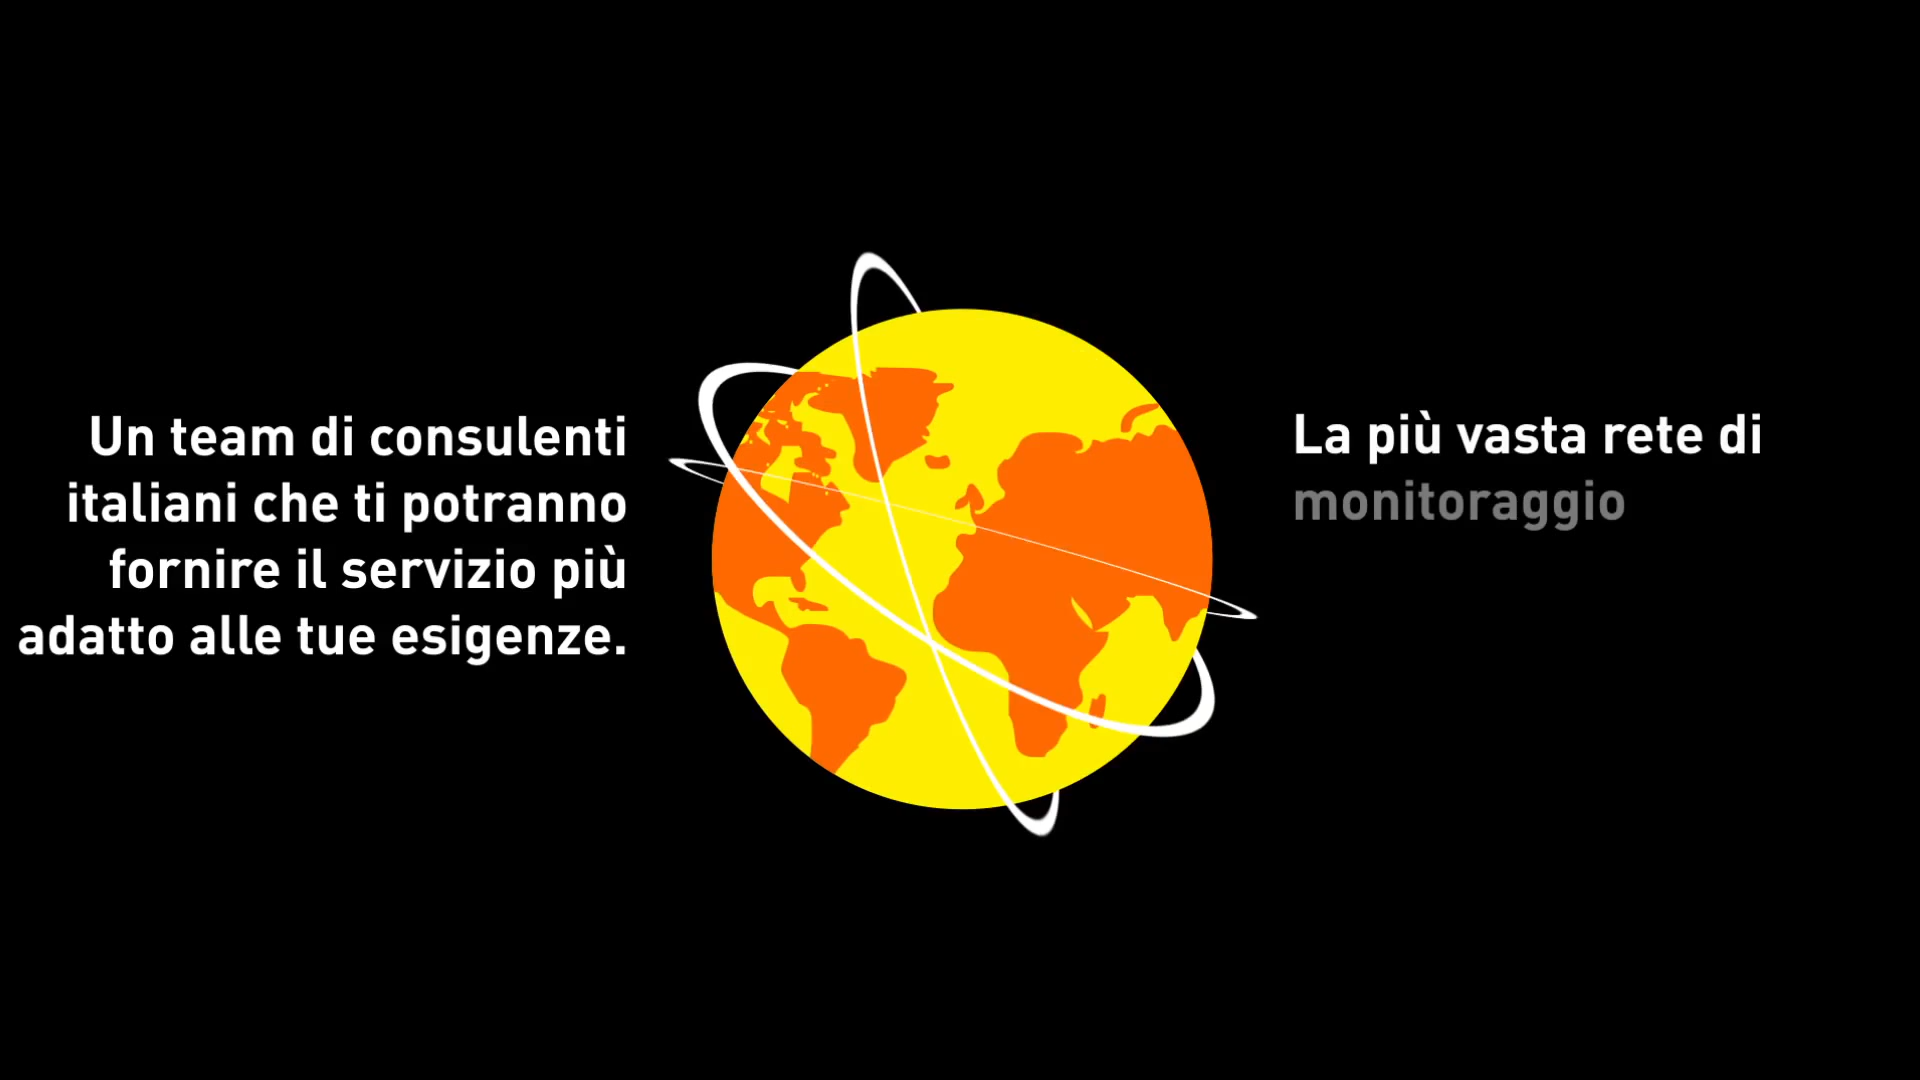 Un team di consulenti
italiani che ti potranno
fornire il servizio più
adatto alle tue esigenze.
La più vasta rete di
monitoraggio